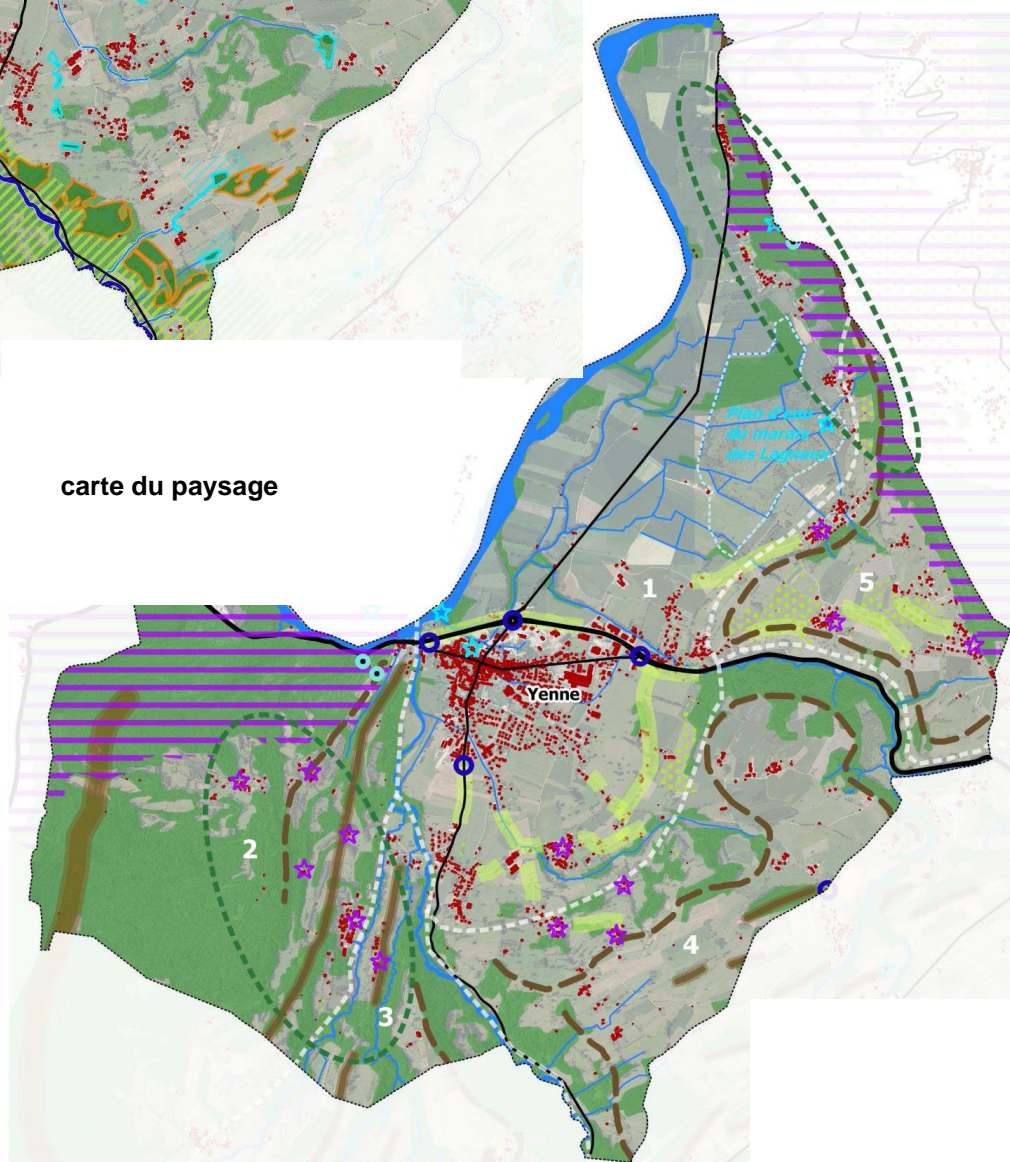 Plan d'eau
du marais
des Lagneux
carte du paysage
1
5
Yenne
2
4
3